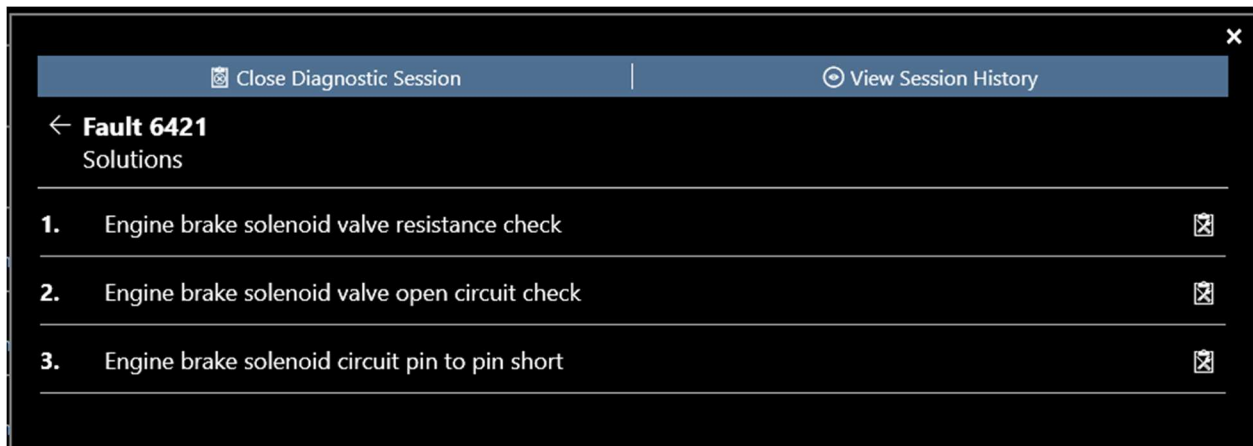 ×
Close Diagnostic Session
View Session History
← Fault 6421
Solutions
1. Engine brake solenoid valve resistance check
2. Engine brake solenoid valve open circuit check
3. Engine brake solenoid circuit pin to pin short